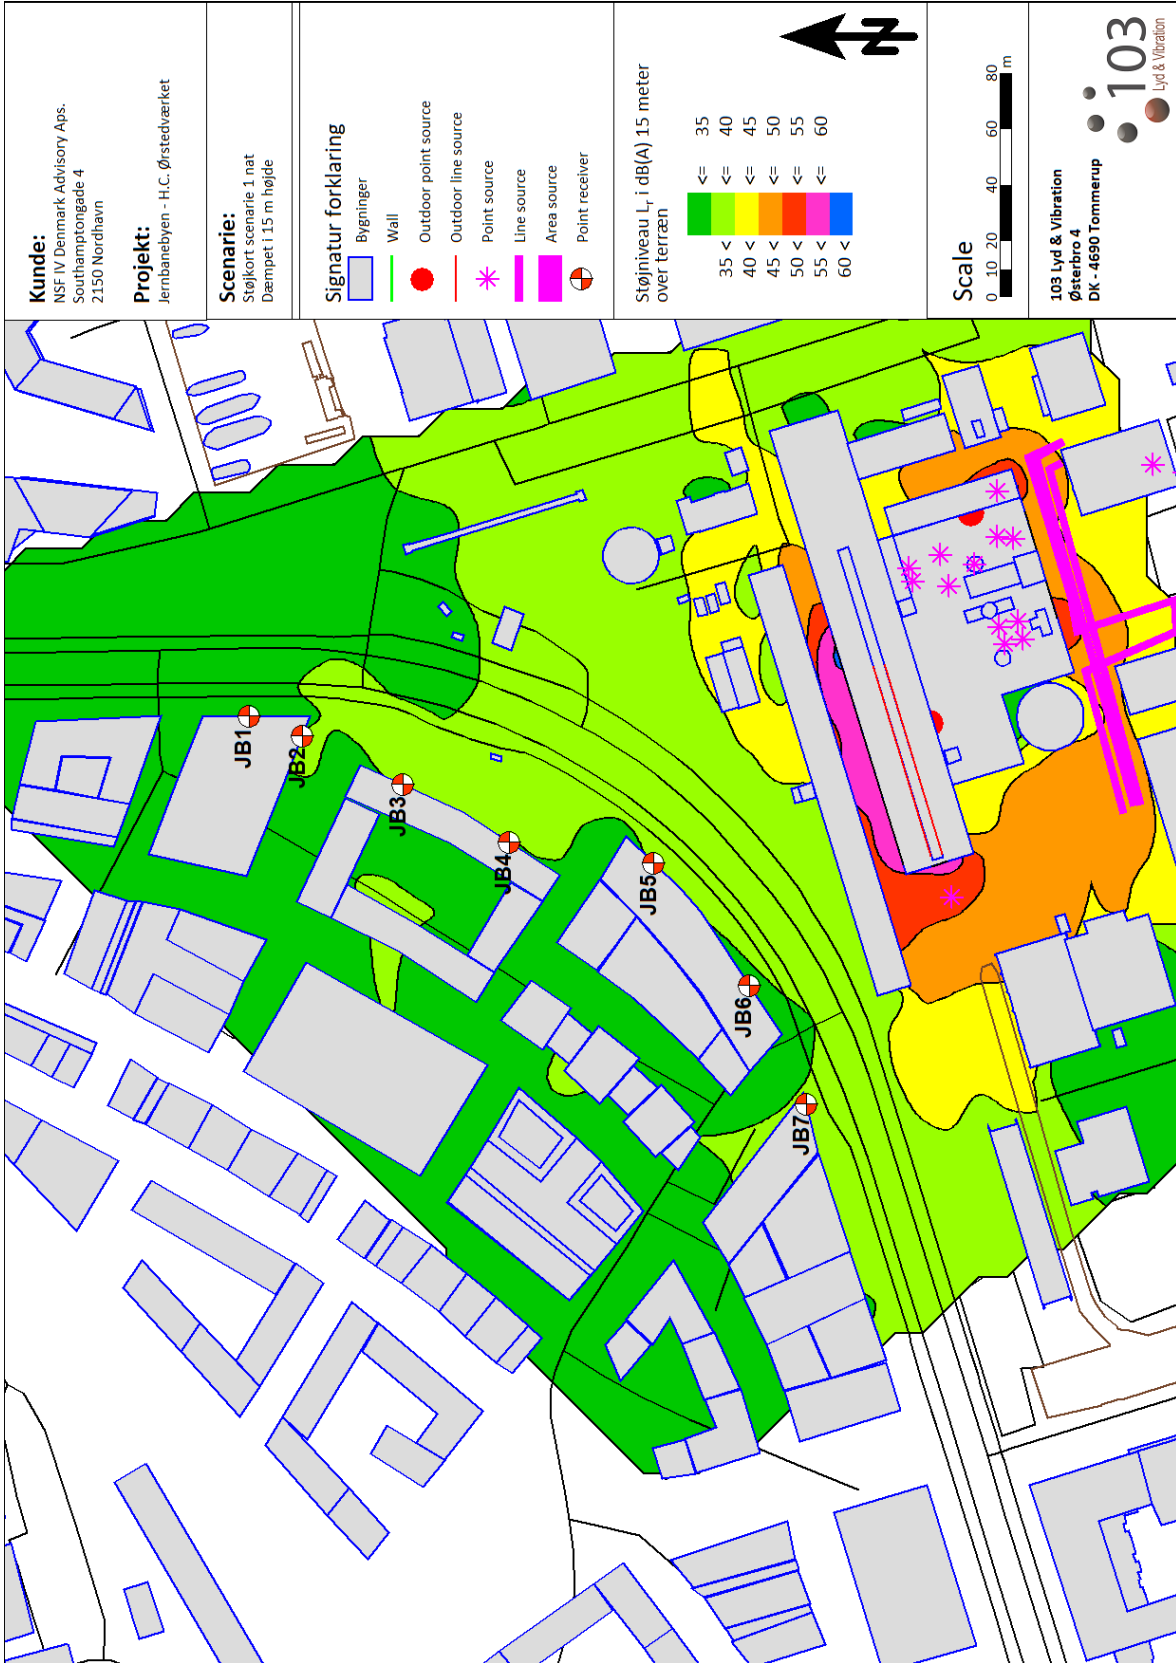 Kunde:
NSF IV Denmark Advisory Aps.
Southamptongade 4
2150 Nordhavn
Projekt:
Jernbanebyen - H.C. Ørstedværket
Scenarie:
Støjkort scenarie 1 nat
Dæmpet i 15 m højde
Signatur forklaring
Bygninger
Wall
Outdoor point source
Outdoor line source
Point source
Line source
Area source
Point receiver
Støjniveau Lr i dB(A) 15 meter
over terræn
<= 35
35 < <= 40
40 < <= 45
45 < <= 50
50 < <= 55
55 < <= 60
60 <
N
Scale
0 10 20 40 60 80
m
103 Lyd & Vibration
Østerbro 4
DK - 4690 Tommerup
103
Lyd & Vibration
JB1
JB2
JB3
JB4
JB5
JB6
JB7